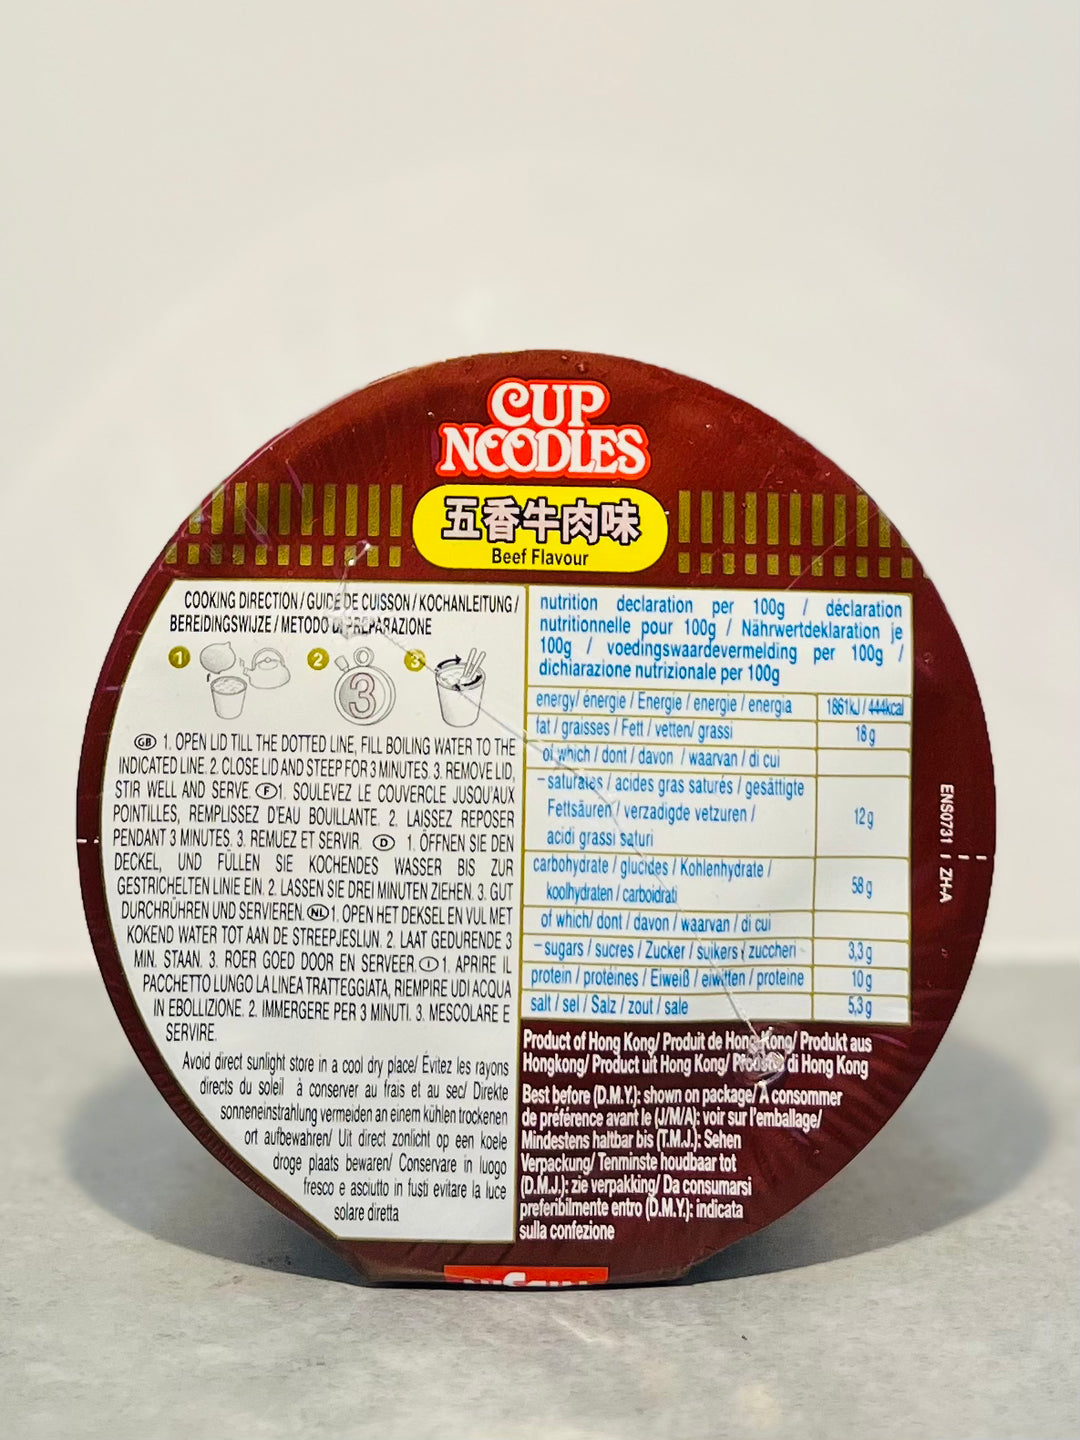 CUP
NOODLES
五香牛肉味
Beef Flavour
COOKING DIRECTION / GUIDE DE CUISSON / KOCHANLEITUNG /
BEREIDINGSWIJZE / METODO DI PREPARAZIONE
1
2
3
3
GB 1. OPEN LID TILL THE DOTTED LINE, FILL BOILING WATER TO THE
INDICATED LINE. 2. CLOSE LID AND STEEP FOR 3 MINUTES. 3. REMOVE LID,
STIR WELL AND SERVE F 1. SOULEVEZ LE COUVERCLE JUSQU'AUX
POINTILLES, REMPLISSEZ D'EAU BOUILLANTE. 2. LAISSEZ REPOSER
PENDANT 3 MINUTES. 3. REMUEZ ET SERVIR. D 1. ÖFFNEN SIE DEN
DECKEL, UND FÜLLEN SIE KOCHENDES WASSER BIS ZUR
GESTRICHELTEN LINIE EIN. 2. LASSEN SIE DREI MINUTEN ZIEHEN. 3. GUT
DURCHRÜHREN UND SERVIEREN. NL 1. OPEN HET DEKSEL EN VUL MET
KOKEND WATER TOT AAN DE STREEPJESLIJN. 2. LAAT GEDURENDE 3
MIN. STAAN. 3. ROER GOED DOOR EN SERVEER. I 1. APRIRE IL
PACCHETTO LUNGO LA LINEA TRATTEGGIATA, RIEMPIRE UDI ACQUA
IN EBOLLIZIONE. 2. IMMERGERE PER 3 MINUTI. 3. MESCOLARE E
SERVIRE.
Avoid direct sunlight store in a cool dry place/ Évitez les rayons
directs du soleil à conserver au frais et au sec/ Direkte
sonneneinstrahlung vermeiden an einem kühlen trockenen
ort aufbewahren/ Uit direct zonlicht op een koele
droge plaats bewaren/ Conservare in luogo
fresco e asciutto in fusti evitare la luce
solare diretta
nutrition declaration per 100g / déclaration
nutritionnelle pour 100g / Nährwertdeklaration je
100g / voedingswaardevermelding per 100g /
dichiarazione nutrizionale per 100g
energy/ énergie / Energie / energie / energia 1861kJ / 444kcal
fat / graisses / Fett / vetten/ grassi 18 g
of which / dont / davon / waarvan / di cui
- saturates / acides gras saturés / gesättigte
Fettsäuren / verzadigde vetzuren /
acidi grassi saturi 12 g
carbohydrate / glucides / Kohlenhydrate /
koolhydraten / carboidrati 58 g
of which/ dont / davon / waarvan / di cui
- sugars / sucres / Zucker / suikers / zuccheri 3,3 g
protein / protéines / Eiweiß / eiwitten / proteine 10 g
salt / sel / Salz / zout / sale 5,3 g
Product of Hong Kong/ Produit de Hong Kong/ Produkt aus
Hongkong/ Product uit Hong Kong/ Prodotto di Hong Kong
Best before (D.M.Y.): shown on package/ À consommer
de préférence avant le (J/M/A): voir sur l'emballage/
Mindestens haltbar bis (T.M.J.): Sehen
Verpackung/ Tenminste houdbaar tot
(D.M.J.): zie verpakking/ Da consumarsi
preferibilmente entro (D.M.Y.): indicata
sulla confezione
ENS0731 ZH-A